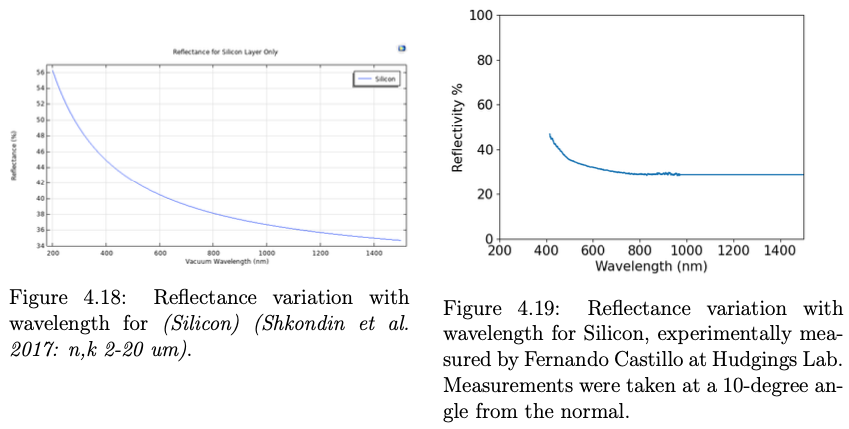 Reflectance for Silicon Layer Only
Silicon
Reflectance (%)
56
54
52
50
48
46
44
42
40
38
36
34
200 400 600 800 1000 1200 1400
Vacuum Wavelength (nm)
Figure 4.18: Reflectance variation with
wavelength for (Silicon) (Shkondin et al.
2017: n,k 2-20 um).
Reflectivity %
100
80
60
40
20
0
200 400 600 800 1000 1200 1400
Wavelength (nm)
Figure 4.19: Reflectance variation with
wavelength for Silicon, experimentally mea-
sured by Fernando Castillo at Hudgings Lab.
Measurements were taken at a 10-degree an-
gle from the normal.